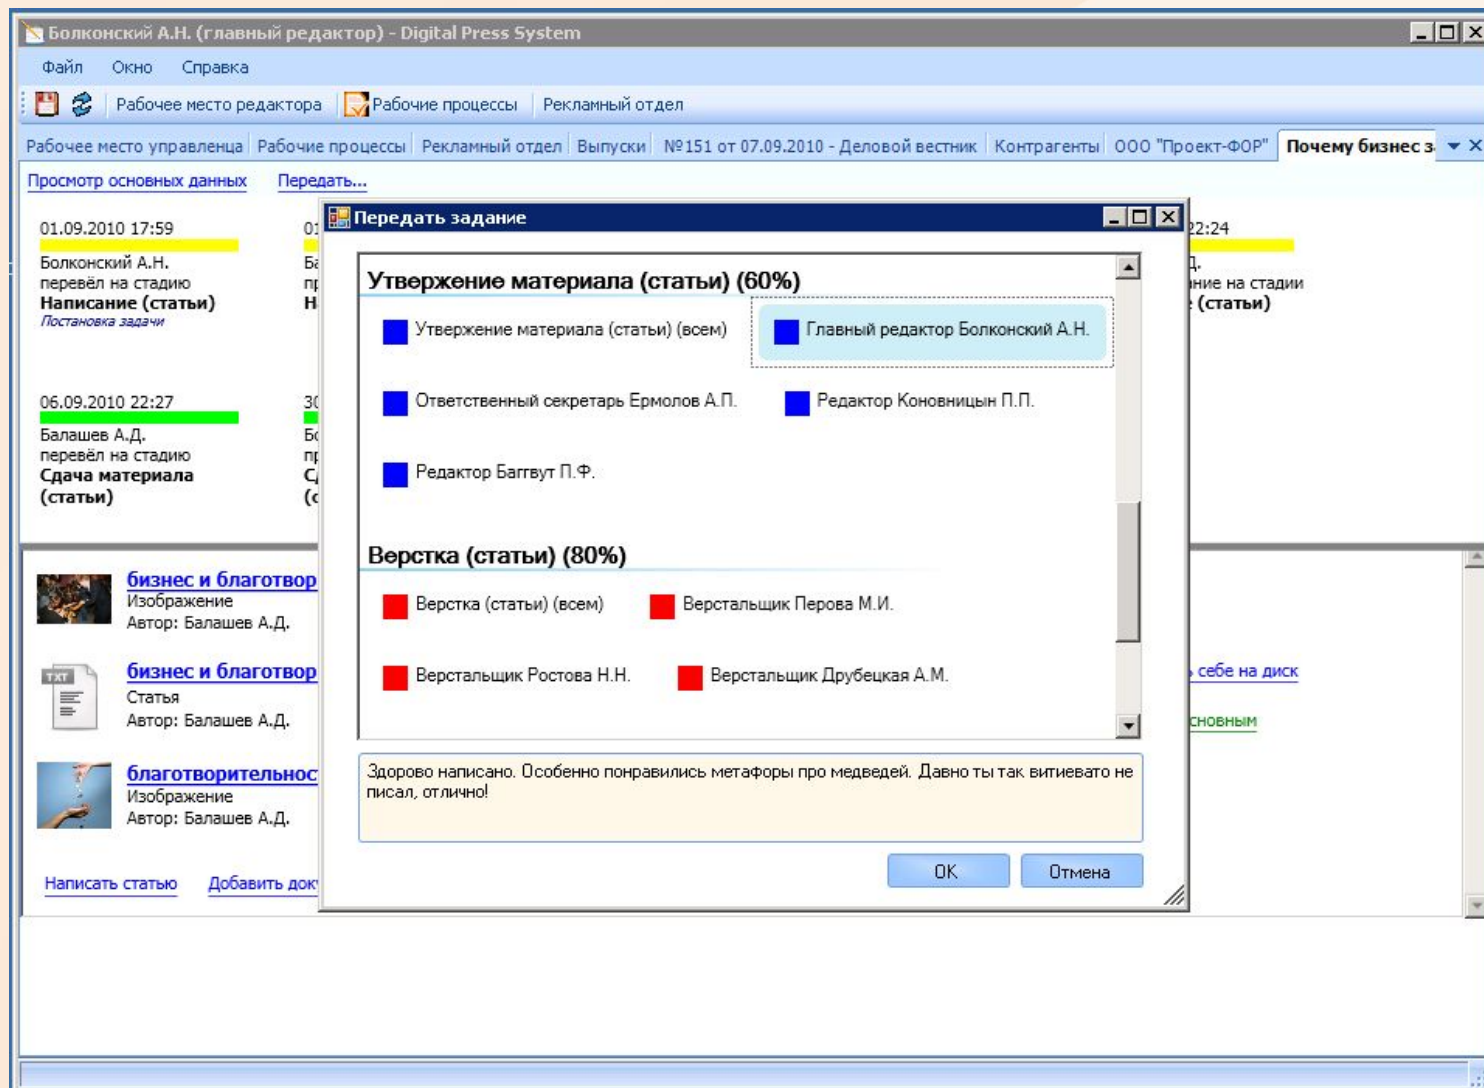 Болконский А.Н. (главный редактор) - Digital Press System
Файл Окно Справка
Рабочее место редактора Рабочие процессы Рекламный отдел
Рабочее место управленца Рабочие процессы Рекламный отдел Выпуски №151 от 07.09.2010 - Деловой вестник Контрагенты ООО "Проект-ФОР" Почему бизнес з
Просмотр основных данных Передать...
01.09.2010 17:59
Болконский А.Н.
перевёл на стадию
Написание (статьи)
Постановка задачи
22:24
ние на стадии
(статьи)
06.09.2010 22:27
Балашев А.Д.
перевёл на стадию
Сдача материала
(статьи)
бизнес и благотвор
Изображение
Автор: Балашев А.Д.
TXT
бизнес и благотвор
Статья
Автор: Балашев А.Д.
себе на диск
сновным
благотворительнос
Изображение
Автор: Балашев А.Д.
Написать статью Добавить док
Передать задание
Утвержение материала (статьи) (60%)
Утвержение материала (статьи) (всем) Главный редактор Болконский А.Н.
Ответственный секретарь Ермолов А.П. Редактор Коновницын П.П.
Редактор Баггвут П.Ф.
Верстка (статьи) (80%)
Верстка (статьи) (всем) Верстальщик Перова М.И.
Верстальщик Ростова Н.Н. Верстальщик Друбецкая А.М.
Здорово написано. Особенно понравились метафоры про медведей. Давно ты так витиевато не
писал, отлично!
OK Отмена